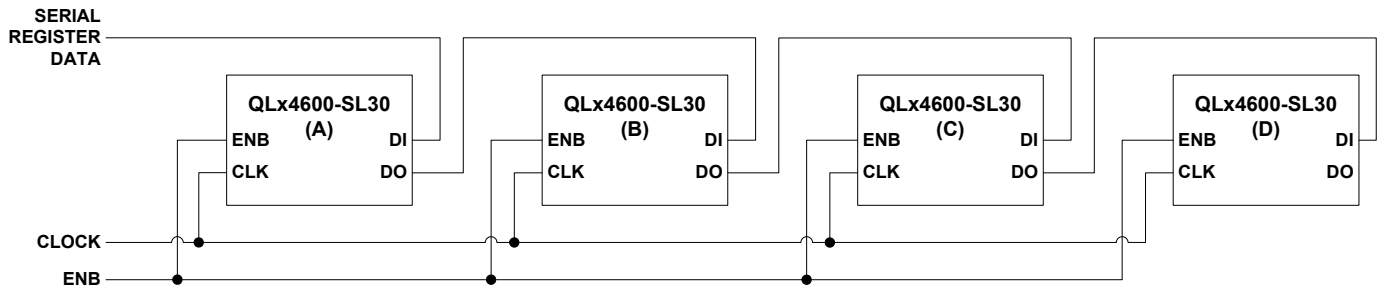 SERIAL
REGISTER
DATA
QLx4600-SL30
(A)
ENB
DI
CLK
DO
QLx4600-SL30
(B)
ENB
DI
CLK
DO
QLx4600-SL30
(C)
ENB
DI
CLK
DO
QLx4600-SL30
(D)
ENB
DI
CLK
DO
CLOCK
ENB